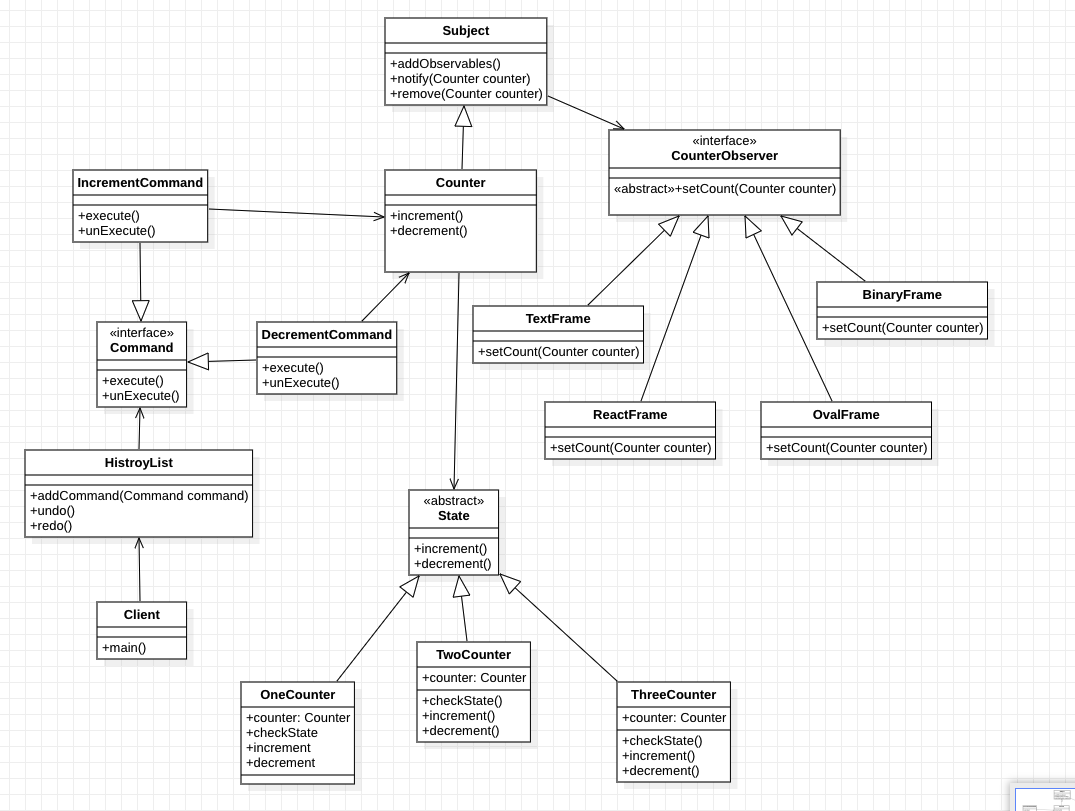 Subject
+addObservables()
+notify(Counter counter)
+remove(Counter counter)
«interface»
CounterObserver
«abstract»+setCount(Counter counter)
IncrementCommand
+execute()
+unExecute()
Counter
+increment()
+decrement()
BinaryFrame
+setCount(Counter counter)
TextFrame
+setCount(Counter counter)
«interface»
Command
+execute()
+unExecute()
DecrementCommand
+execute()
+unExecute()
ReactFrame
+setCount(Counter counter)
OvalFrame
+setCount(Counter counter)
HistroyList
+addCommand(Command command)
+undo()
+redo()
«abstract»
State
+increment()
+decrement()
Client
+main()
TwoCounter
+counter: Counter
+checkState()
+increment()
+decrement()
OneCounter
+counter: Counter
+checkState
+increment
+decrement
ThreeCounter
+counter: Counter
+checkState()
+increment()
+decrement()